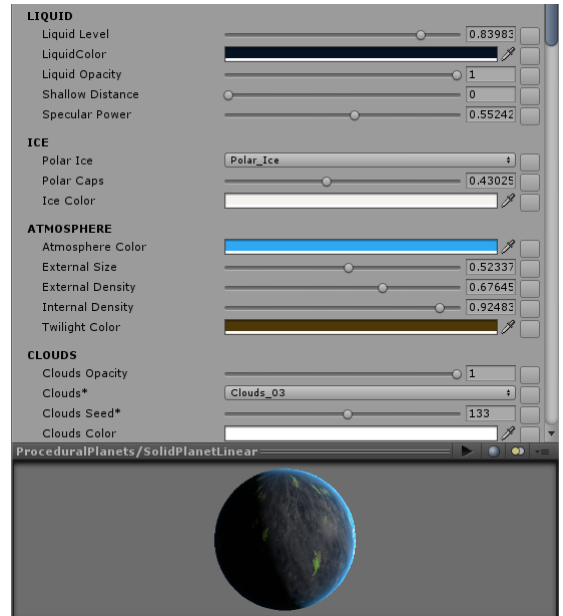 LIQUID
Liquid Level 0.83983
LiquidColor
Liquid Opacity 1
Shallow Distance 0
Specular Power 0.55242
ICE
Polar Ice Polar_Ice
Polar Caps 0.43025
Ice Color
ATMOSPHERE
Atmosphere Color
External Size 0.52337
External Density 0.67645
Internal Density 0.92483
Twilight Color
CLOUDS
Clouds Opacity 1
Clouds* Clouds_03
Clouds Seed* 133
Clouds Color
ProceduralPlanets/SolidPlanetLinear